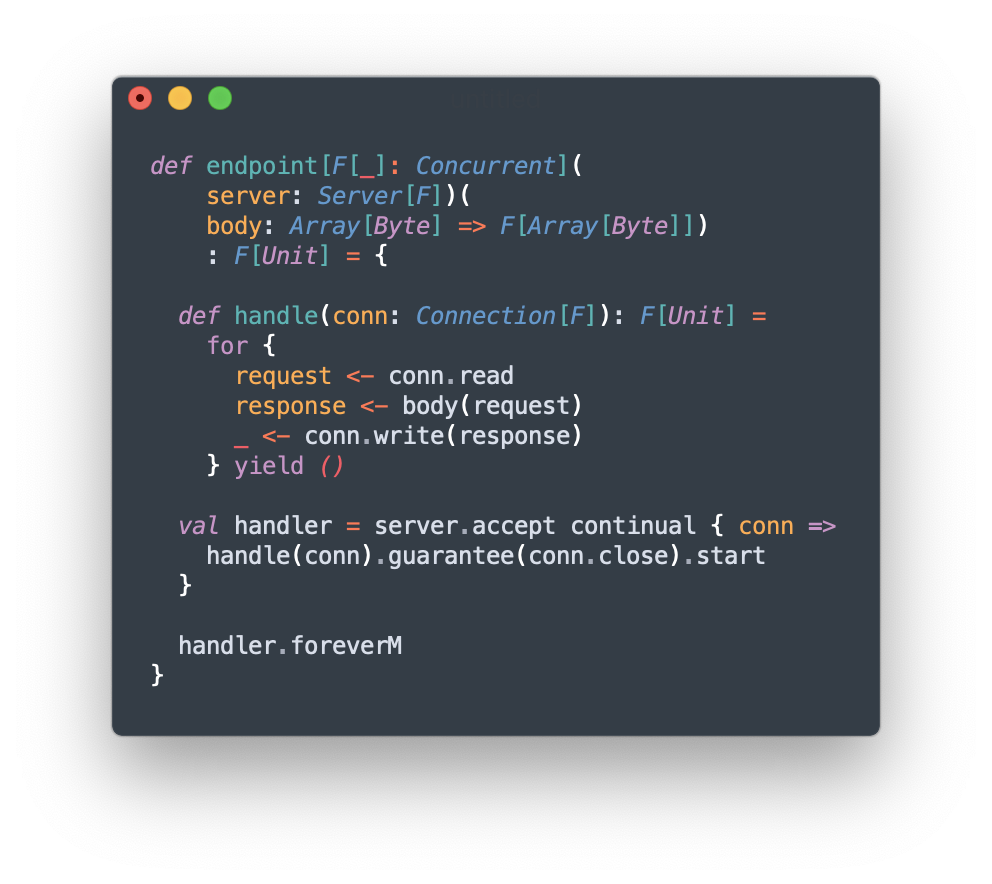 def endpoint[F[_]: Concurrent](
    server: Server[F])(
    body: Array[Byte] => F[Array[Byte]])
    : F[Unit] = {

  def handle(conn: Connection[F]): F[Unit] =
    for {
      request <- conn.read
      response <- body(request)
      _ <- conn.write(response)
    } yield ()

  val handler = server.accept continual { conn =>
    handle(conn).guarantee(conn.close).start
  }

  handler.foreverM
}